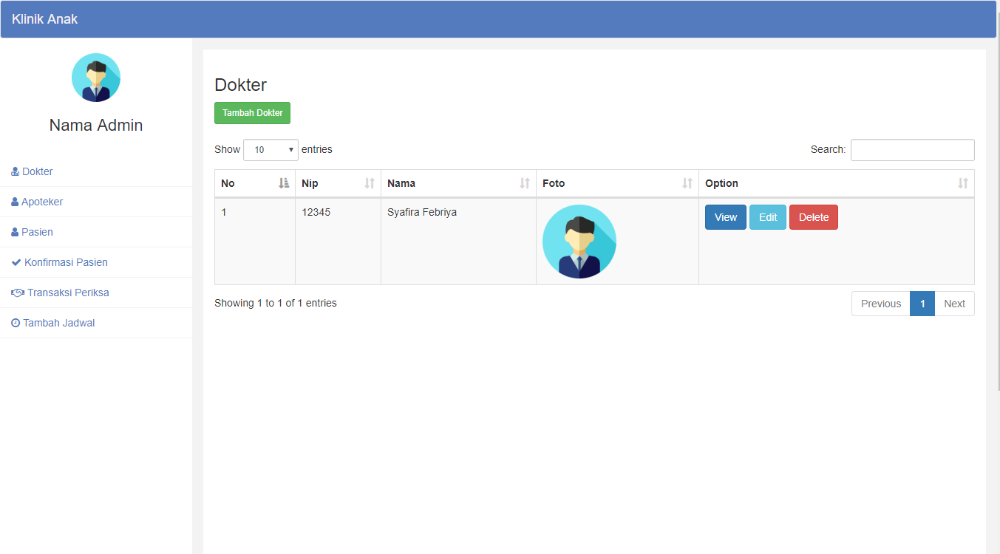 Klinik Anak
Nama Admin
Dokter
Apoteker
Pasien
Konfirmasi Pasien
Transaksi Periksa
Tambah Jadwal
Dokter
Tambah Dokter
Show 10 entries Search:
No Nip Nama Foto Option
1 12345 Syafira Febriya View Edit Delete
Showing 1 to 1 of 1 entries Previous 1 Next